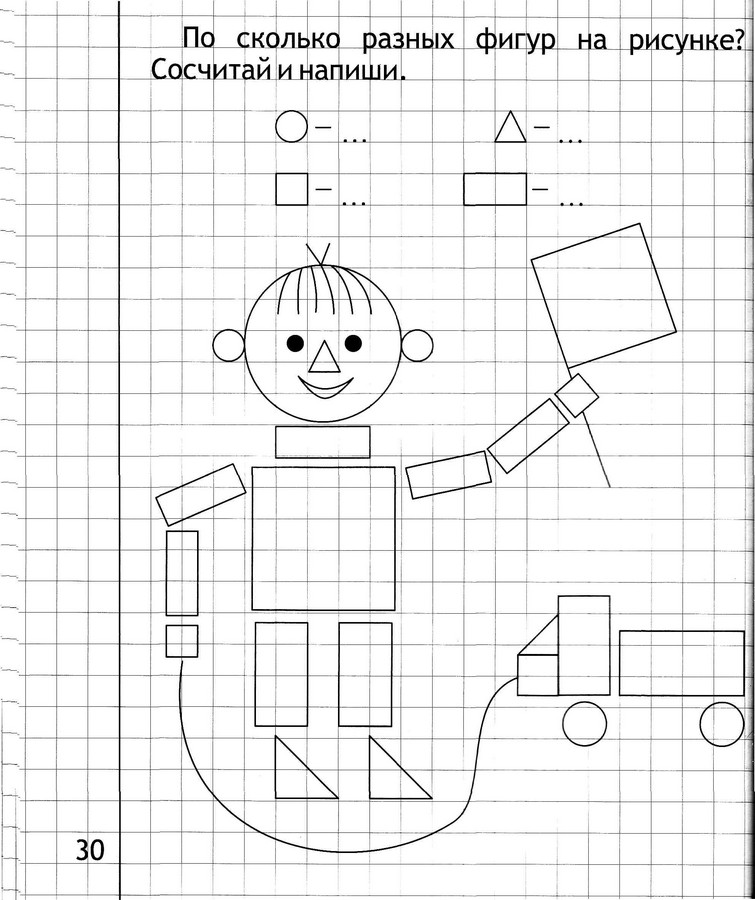 По сколько разных фигур на рисунке?
Сосчитай и напиши.
– ... – ...
– ... – ...
30